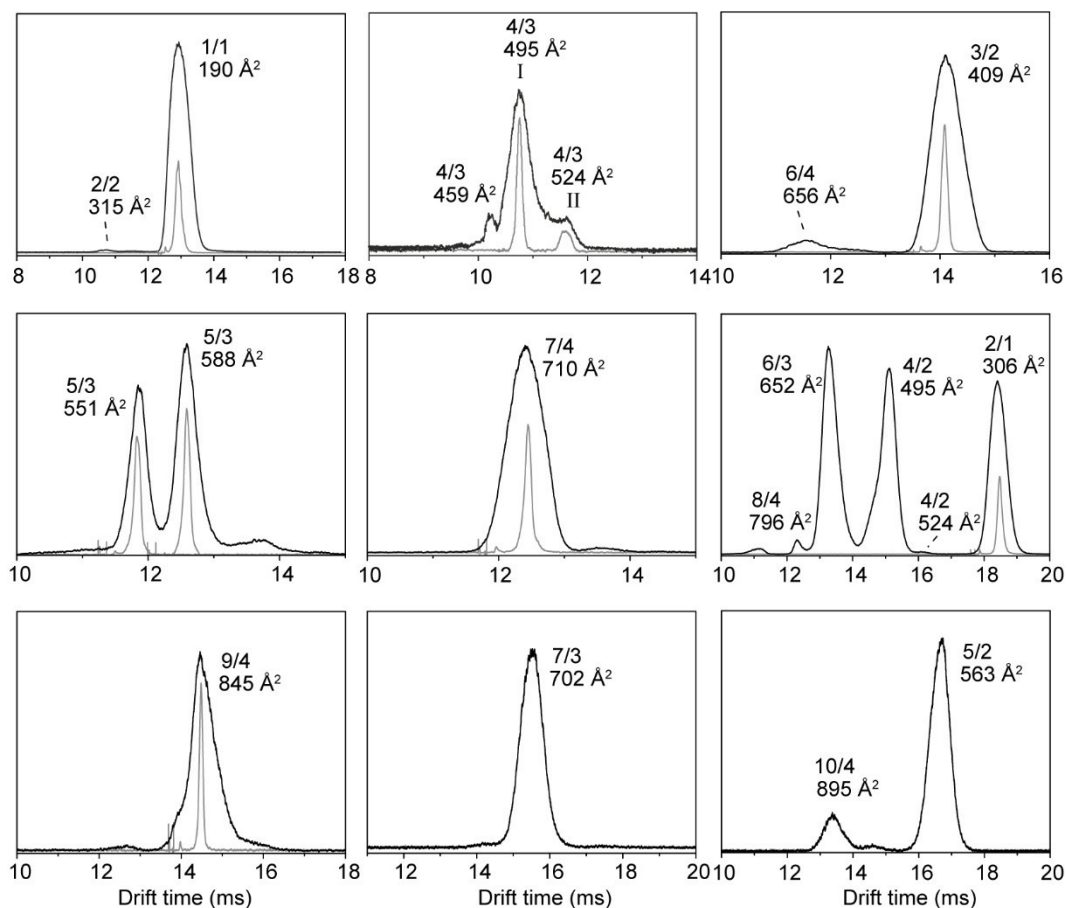 1/1
190 Å²
2/2
315 Å²
8 10 12 14 16 18
4/3
495 Å²
I
4/3
459 Å²
4/3
524 Å²
II
8 10 12 14
3/2
409 Å²
6/4
656 Å²
10 12 14 16
5/3
588 Å²
5/3
551 Å²
10 12 14
7/4
710 Å²
10 12 14
6/3
652 Å²
4/2
495 Å²
2/1
306 Å²
8/4
796 Å²
4/2
524 Å²
10 12 14 16 18 20
9/4
845 Å²
10 12 14 16 18
Drift time (ms)
7/3
702 Å²
12 14 16 18 20
Drift time (ms)
5/2
563 Å²
10/4
895 Å²
10 12 14 16 18 20
Drift time (ms)